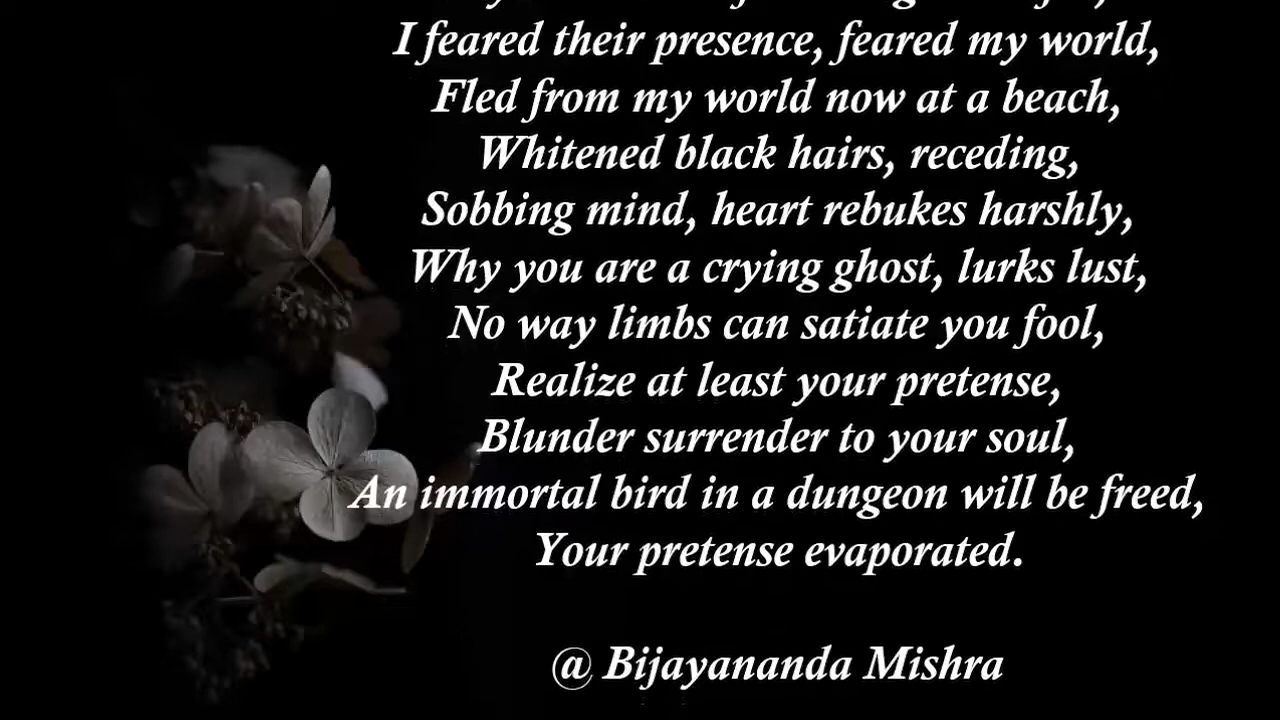 I feared their presence, feared my world,
Fled from my world now at a beach,
Whitened black hairs, receding,
Sobbing mind, heart rebukes harshly,
Why you are a crying ghost, lurks lust,
No way limbs can satiate you fool,
Realize at least your pretense,
Blunder surrender to your soul,
An immortal bird in a dungeon will be freed,
Your pretense evaporated.
@ Bijayananda Mishra